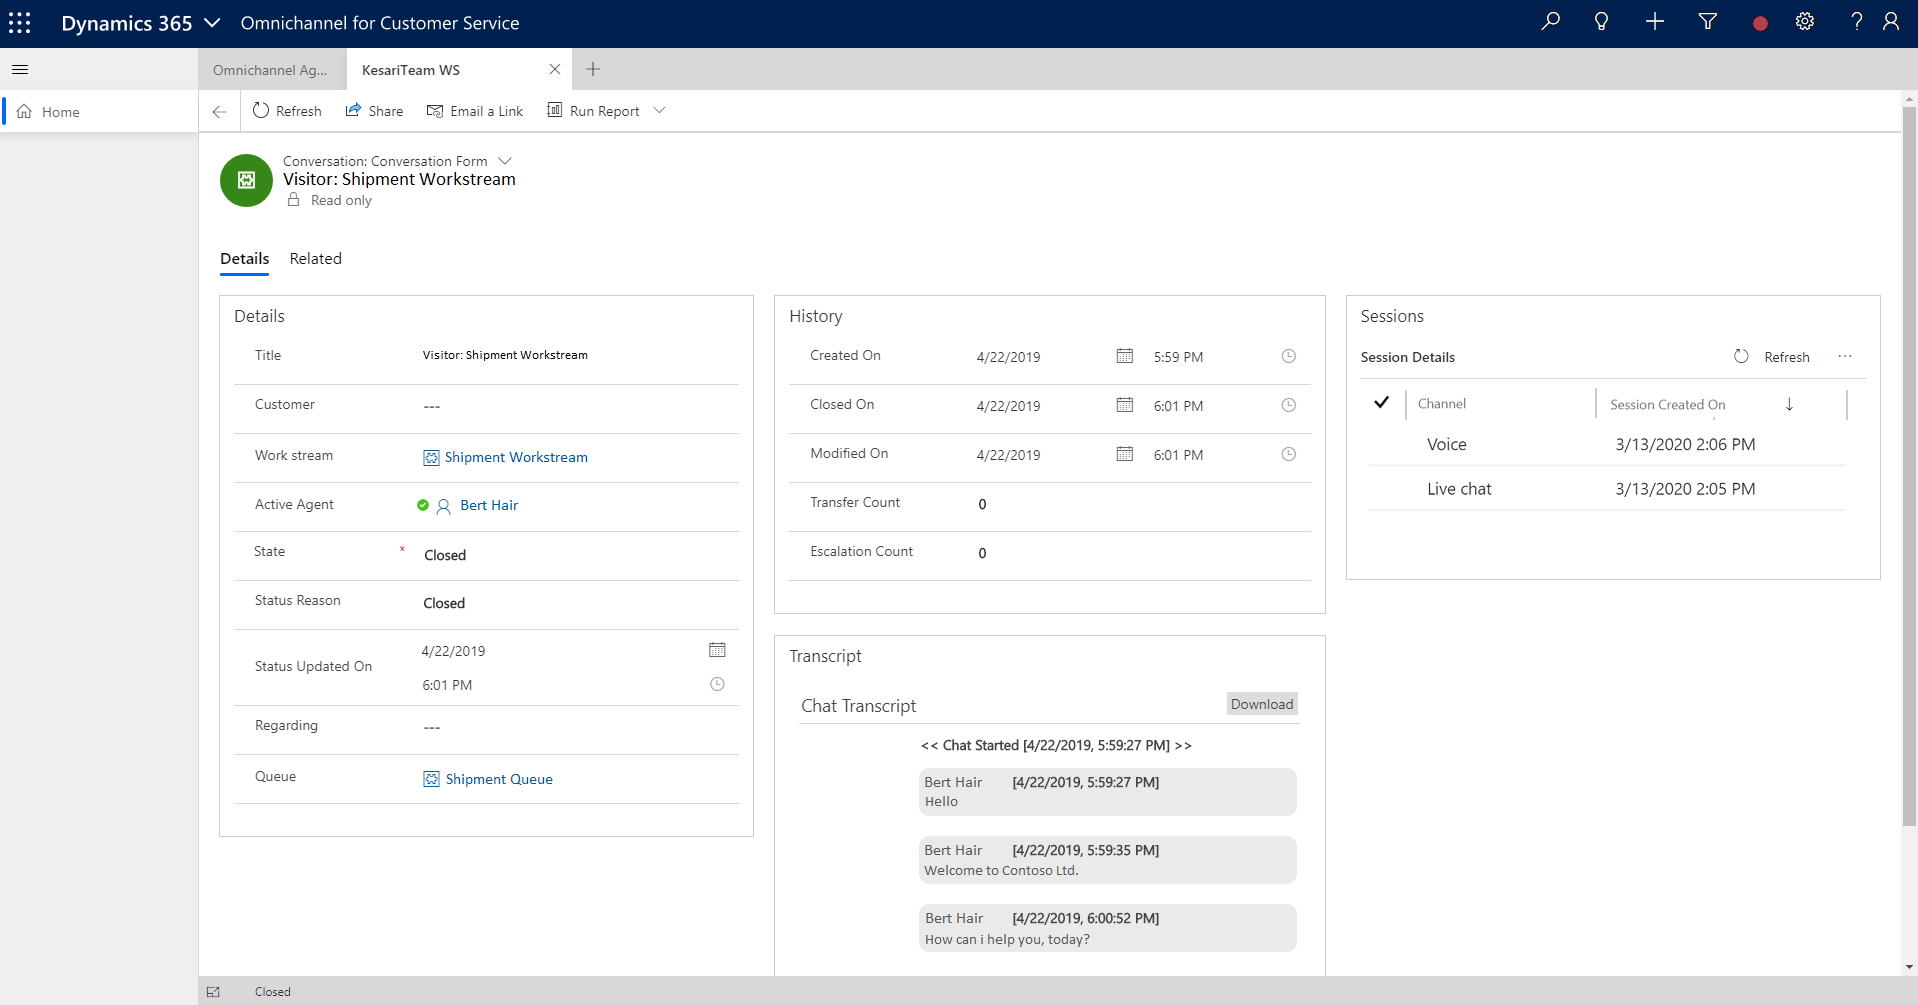 Dynamics 365 Omnichannel for Customer Service
Omnichannel Ag... KesariTeam WS
Home
Refresh Share Email a Link Run Report
Conversation: Conversation Form
Visitor: Shipment Workstream
Read only
Details Related
Details
Title Visitor: Shipment Workstream
Customer ---
Work stream Shipment Workstream
Active Agent Bert Hair
State * Closed
Status Reason Closed
Status Updated On 4/22/2019
6:01 PM
Regarding ---
Queue Shipment Queue
History
Created On 4/22/2019 5:59 PM
Closed On 4/22/2019 6:01 PM
Modified On 4/22/2019 6:01 PM
Transfer Count 0
Escalation Count 0
Transcript
Chat Transcript Download
<< Chat Started [4/22/2019, 5:59:27 PM] >>
Bert Hair [4/22/2019, 5:59:27 PM]
Hello
Bert Hair [4/22/2019, 5:59:35 PM]
Welcome to Contoso Ltd.
Bert Hair [4/22/2019, 6:00:52 PM]
How can i help you, today?
Sessions
Session Details Refresh ...
Channel Session Created On ↓
Voice 3/13/2020 2:06 PM
Live chat 3/13/2020 2:05 PM
Closed